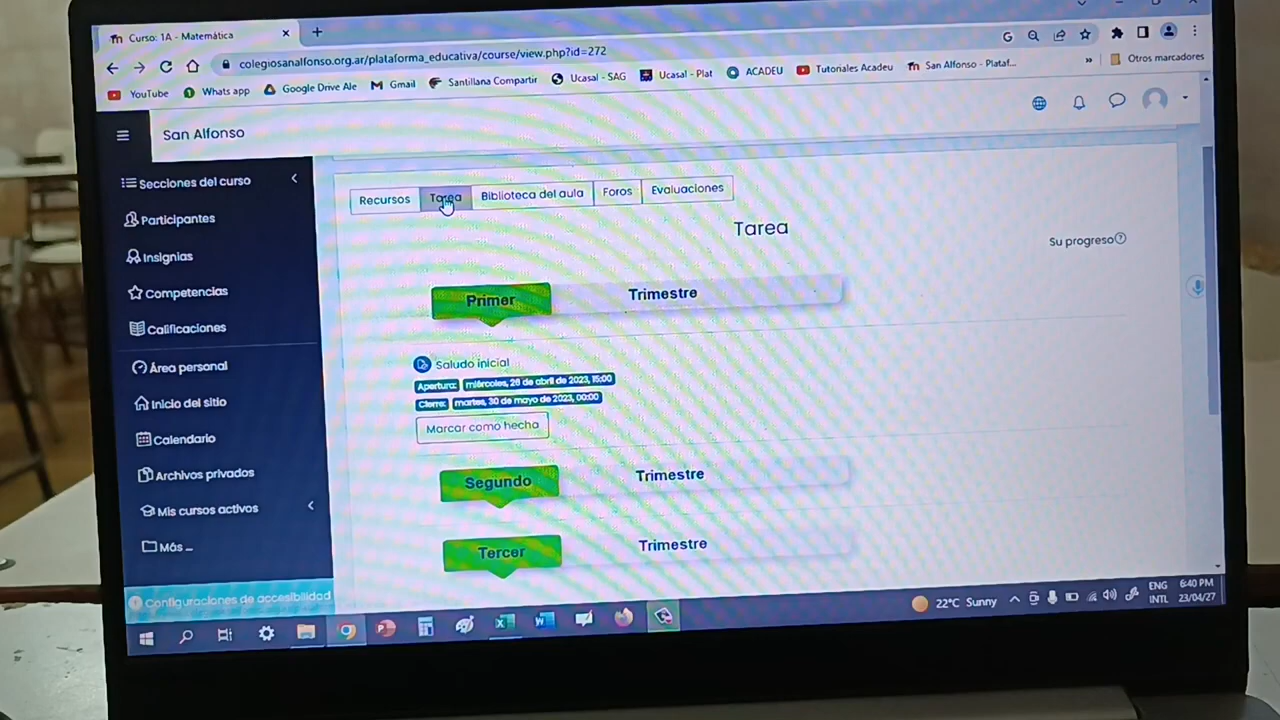 Curso: 1A - Matemática
colegiosanalfonso.org.ar/plataforma_educativa/course/view.php?id=272
YouTube Whats app Google Drive Ale Gmail Santillana Compartir Ucasal - SAG Ucasal - Plat ACADEU Tutoriales Acadeu San Alfonso - Plataf... » Otros marcadores
San Alfonso
Secciones del curso
Participantes
Insignias
Competencias
Calificaciones
Área personal
Inicio del sitio
Calendario
Archivos privados
Mis cursos activos
Más ...
Configuraciones de accesibilidad
Recursos Tarea Biblioteca del aula Foros Evaluaciones
Tarea
Su progreso
Primer Trimestre
Saludo inicial
Apertura: miércoles, 26 de abril de 2023, 15:00
Cierre: martes, 30 de mayo de 2023, 00:00
Marcar como hecha
Segundo Trimestre
Tercer Trimestre
22°C Sunny
ENG
INTL
6:40 PM
23/04/27